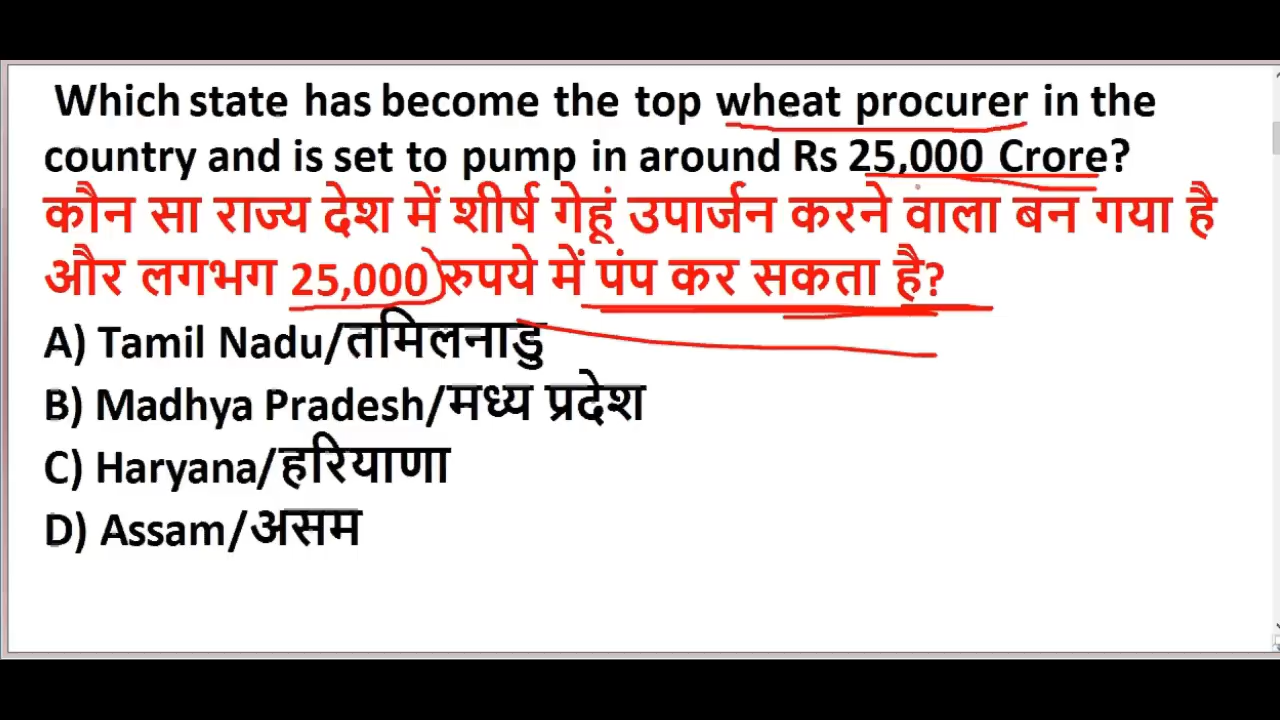 Which state has become the top wheat procurer in the
country and is set to pump in around Rs 25,000 Crore?
कौन सा राज्य देश में शीर्ष गेहूं उपार्जन करने वाला बन गया है
और लगभग 25,000 रुपये में पंप कर सकता है?
A) Tamil Nadu/तमिलनाडु
B) Madhya Pradesh/मध्य प्रदेश
C) Haryana/हरियाणा
D) Assam/असम